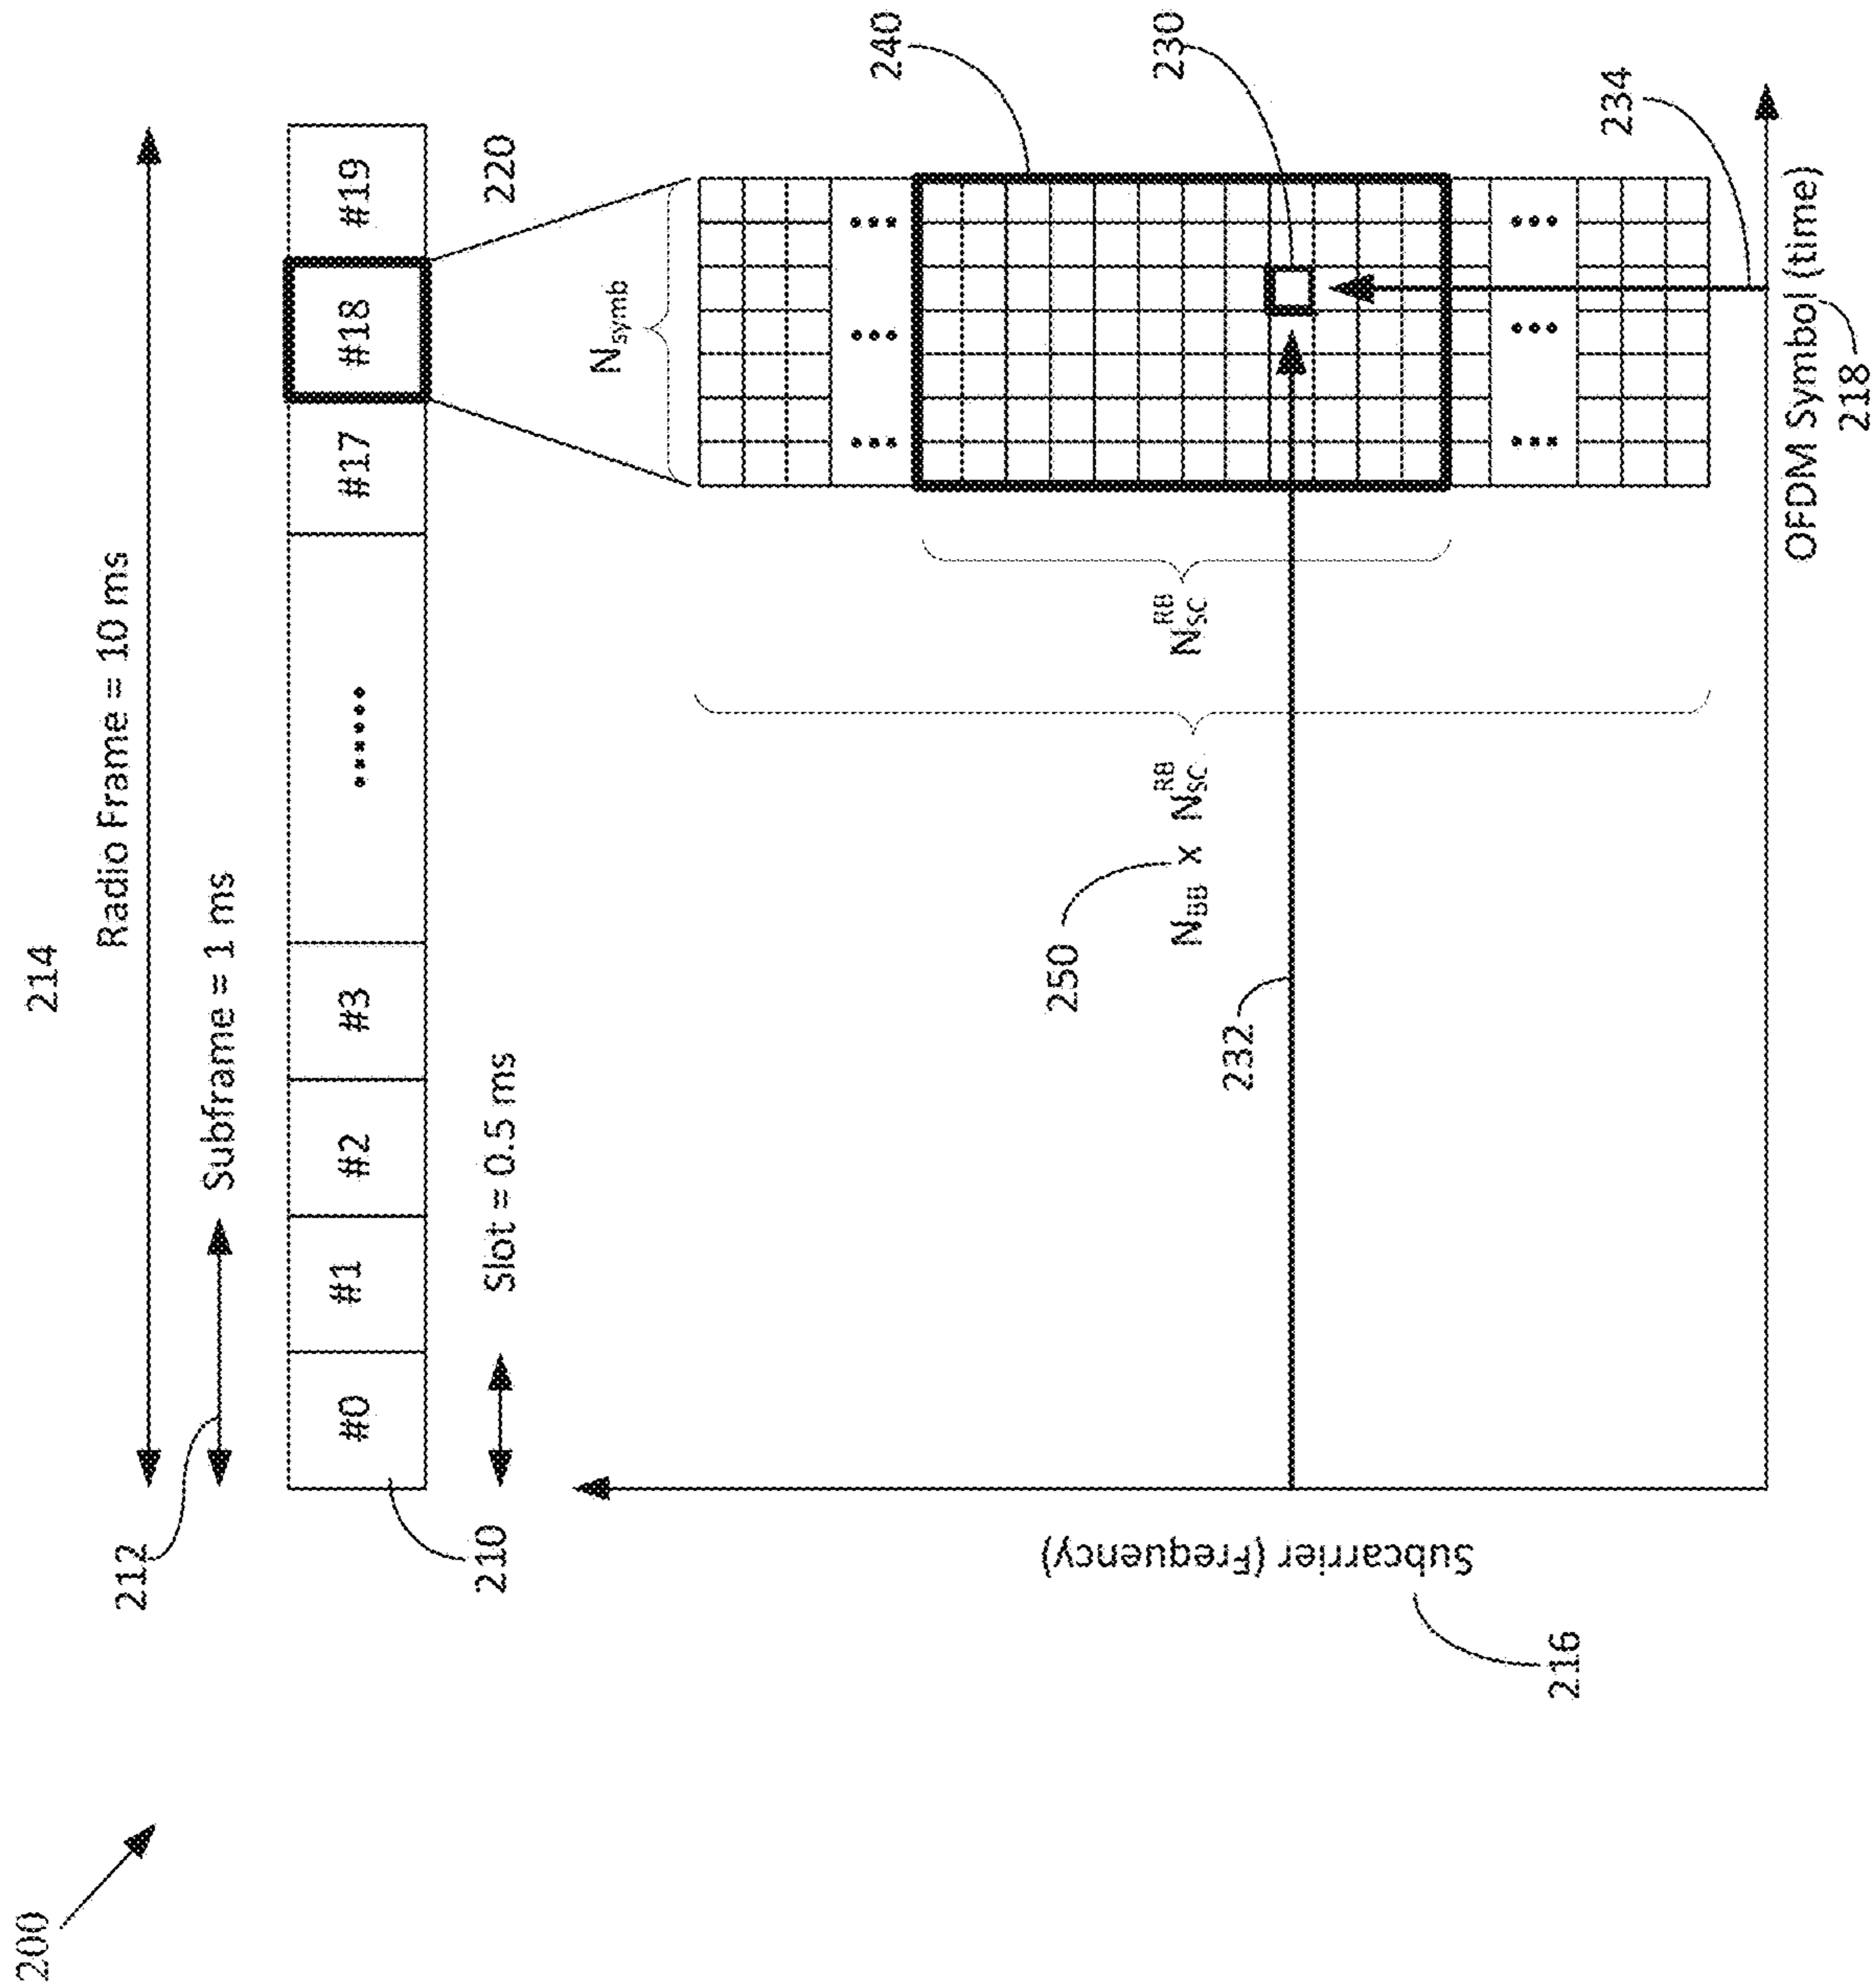 200
214
Radio Frame = 10 ms
212
Subframe = 1 ms
#0 #1 #2 #3 ...... #17 #18 #19
210
Slot = 0.5 ms
220
N_symb
240
230
N_SC^RB
N_BB x N_SC^RB
250
232
234
Subcarrier (Frequency)
216
OFDM Symbol (time)
218